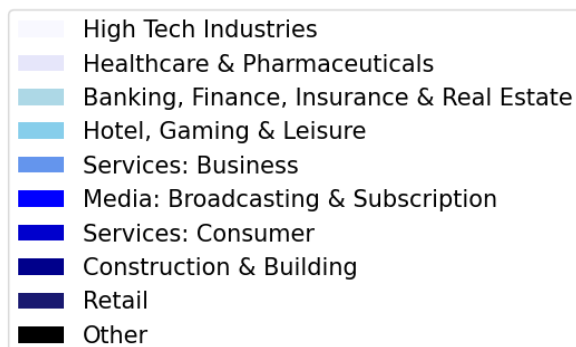 High Tech Industries
Healthcare & Pharmaceuticals
Banking, Finance, Insurance & Real Estate
Hotel, Gaming & Leisure
Services: Business
Media: Broadcasting & Subscription
Services: Consumer
Construction & Building
Retail
Other